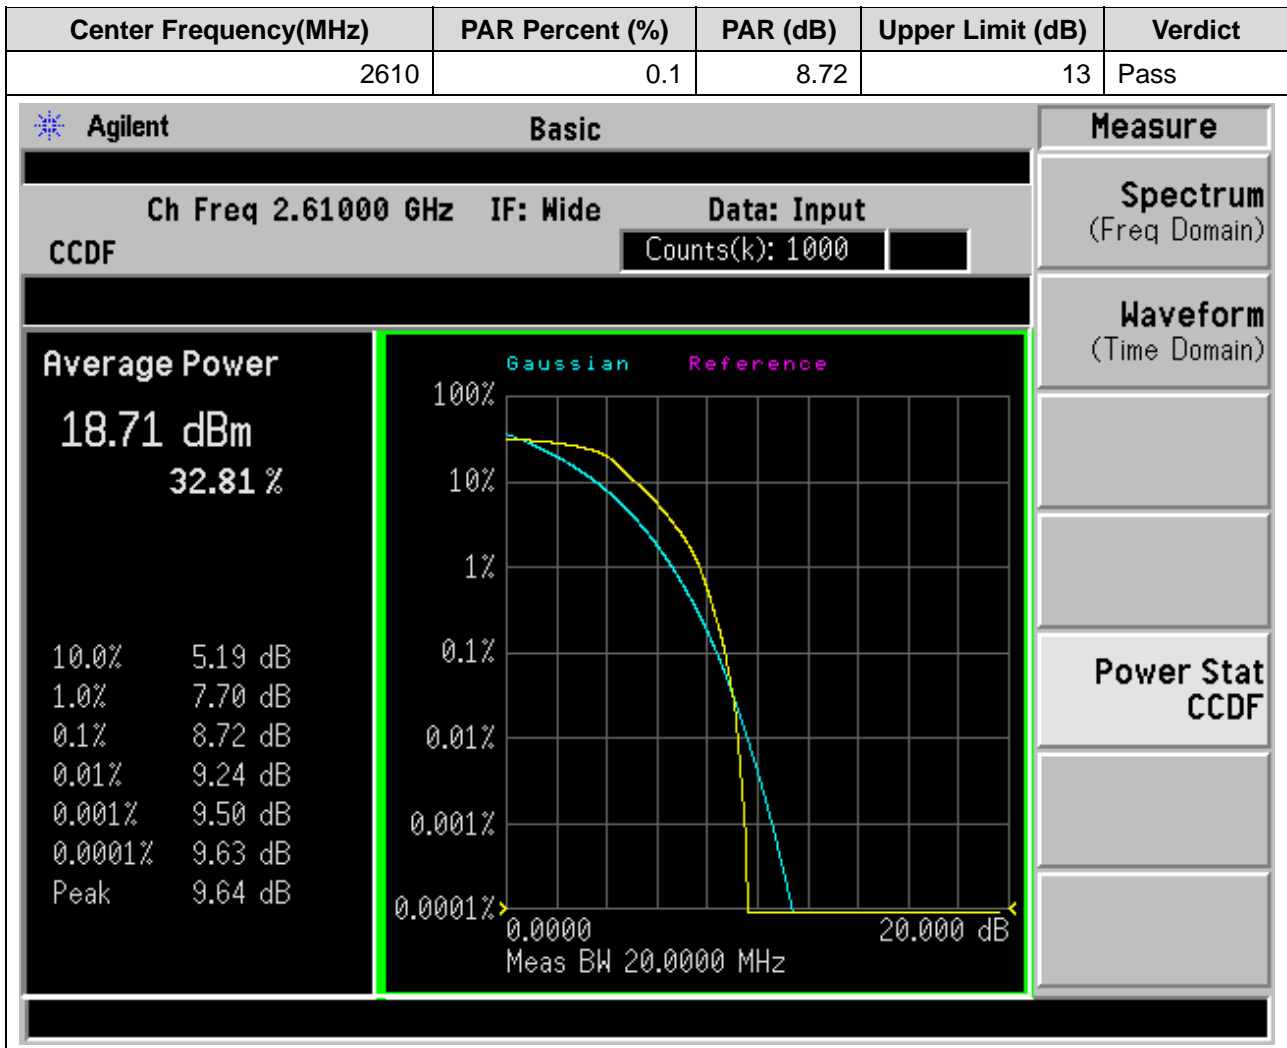 Center Frequency(MHz) PAR Percent (%) PAR (dB) Upper Limit (dB) Verdict
2610 0.1 8.72 13 Pass
Agilent Basic Measure
Ch Freq 2.61000 GHz IF: Wide Data: Input
CCDF Counts(k): 1000
Average Power
18.71 dBm
32.81 %
10.0% 5.19 dB
1.0% 7.70 dB
0.1% 8.72 dB
0.01% 9.24 dB
0.001% 9.50 dB
0.0001% 9.63 dB
Peak 9.64 dB
Gaussian Reference
100%
10%
1%
0.1%
0.01%
0.001%
0.0001%
0.0000 20.000 dB
Meas BW 20.0000 MHz
Spectrum
(Freq Domain)
Waveform
(Time Domain)
Power Stat
CCDF